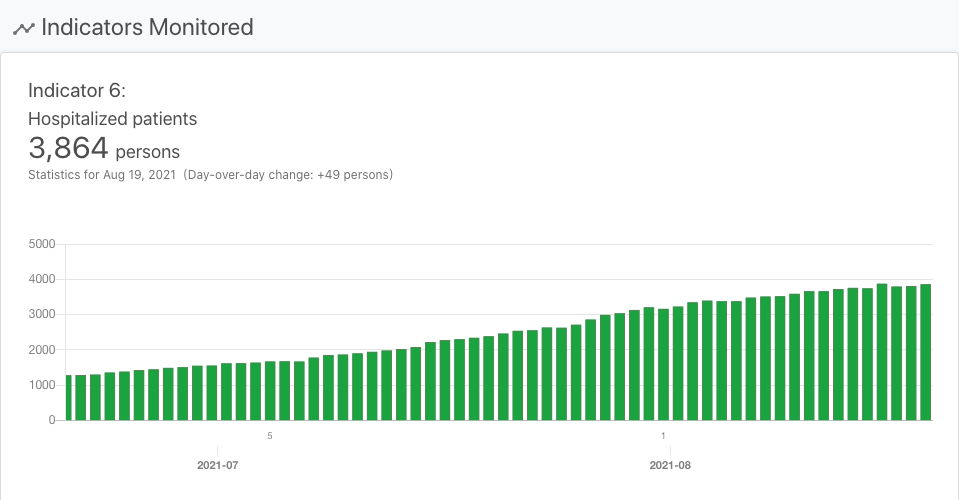 Indicators Monitored
Indicator 6:
Hospitalized patients
3,864 persons
Statistics for Aug 19, 2021 (Day-over-day change: +49 persons)
5000
4000
3000
2000
1000
0
5
1
2021-07
2021-08